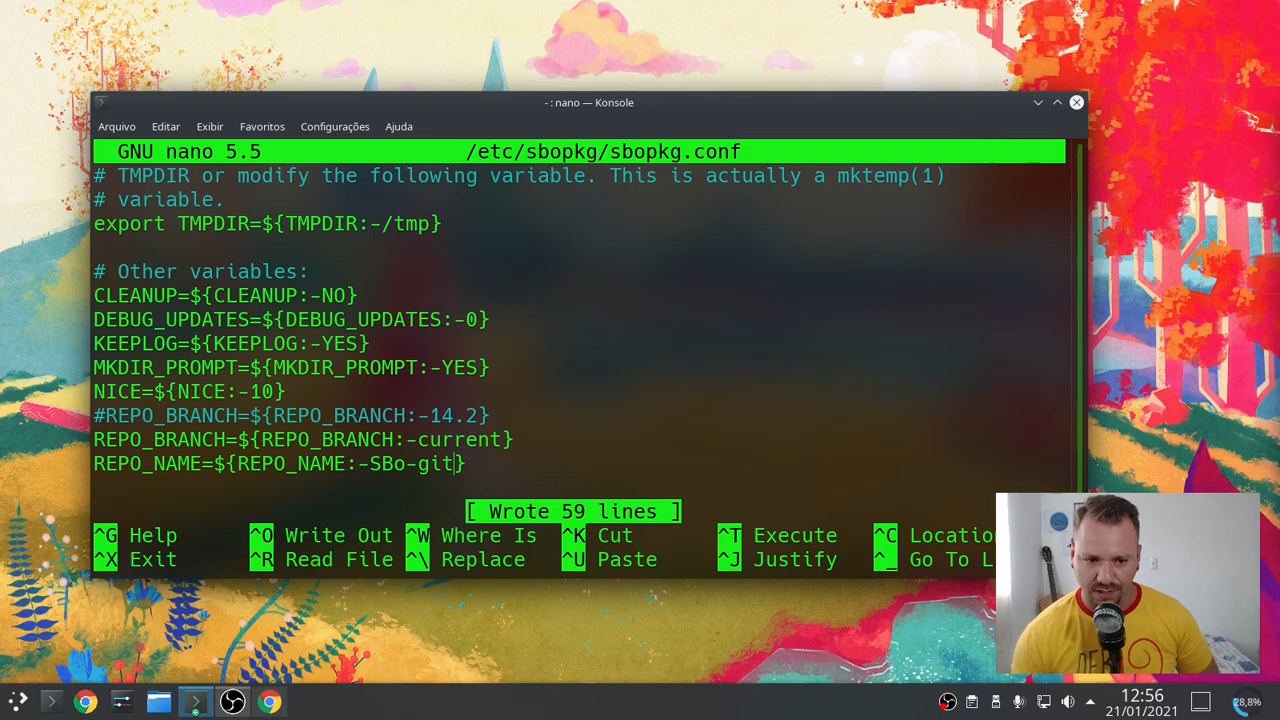 - : nano — Konsole
Arquivo Editar Exibir Favoritos Configurações Ajuda
GNU nano 5.5 /etc/sbopkg/sbopkg.conf
# TMPDIR or modify the following variable. This is actually a mktemp(1)
# variable.
export TMPDIR=${TMPDIR:-/tmp}
# Other variables:
CLEANUP=${CLEANUP:-NO}
DEBUG_UPDATES=${DEBUG_UPDATES:-0}
KEEPLOG=${KEEPLOG:-YES}
MKDIR_PROMPT=${MKDIR_PROMPT:-YES}
NICE=${NICE:-10}
#REPO_BRANCH=${REPO_BRANCH:-14.2}
REPO_BRANCH=${REPO_BRANCH:-current}
REPO_NAME=${REPO_NAME:-SBo-git}
[ Wrote 59 lines ]
^G Help ^O Write Out ^W Where Is ^K Cut ^T Execute ^C Location
^X Exit ^R Read File ^\ Replace ^U Paste ^J Justify ^_ Go To L
DEB
12:56
21/01/2021
28,8%